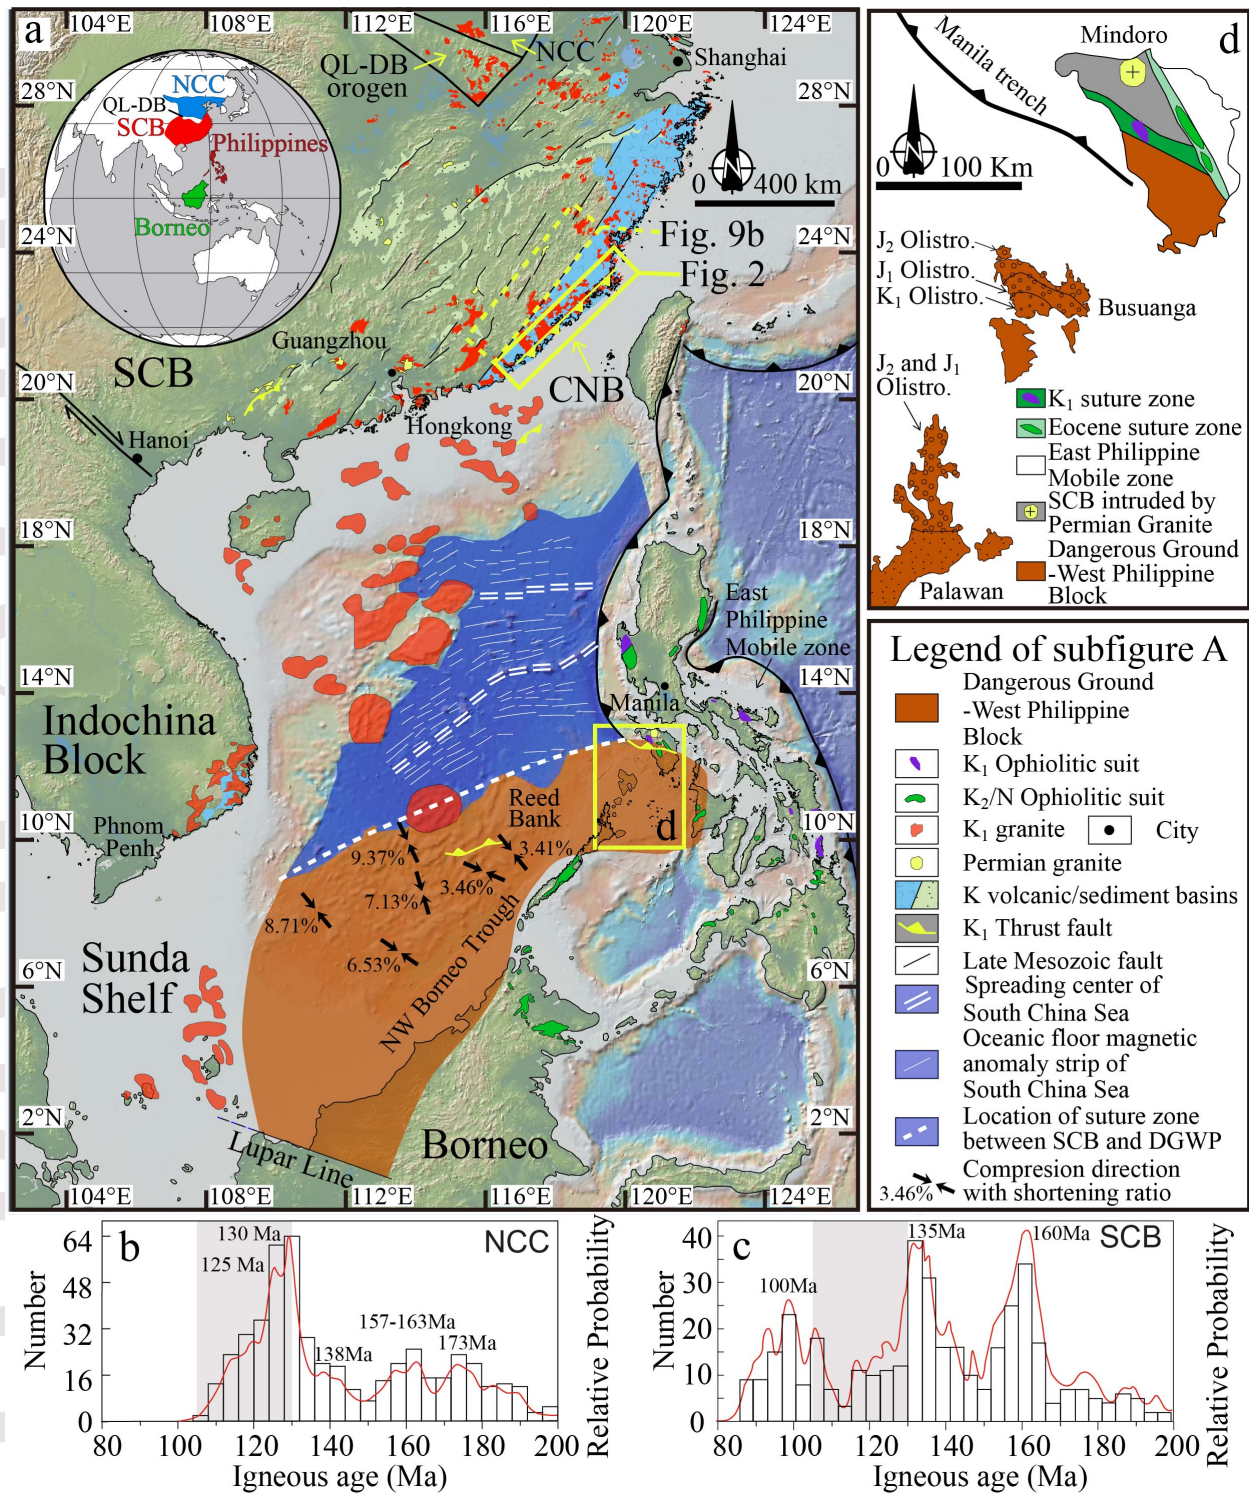 a
104°E
108°E
112°E
116°E
120°E
124°E
28°N
24°N
20°N
18°N
14°N
10°N
6°N
2°N
NCC
QL-DB
SCB
Philippines
Borneo
QL-DB
orogen
NCC
Shanghai
0 400 km
Fig. 9b
Fig. 2
Guangzhou
SCB
CNB
Hongkong
Hanoi
East
Philippine
Mobile zone
Manila
Indochina
Block
Phnom
Penh
Reed
Bank
d
9.37%
3.41%
3.46%
7.13%
8.71%
6.53%
NW Borneo Trough
Sunda
Shelf
Lupar Line
Borneo
28°N
24°N
20°N
18°N
14°N
10°N
6°N
2°N
104°E
108°E
112°E
116°E
120°E
124°E
d
Mindoro
Manila trench
0 100 Km
J2 Olistro.
J1 Olistro.
K1 Olistro.
Busuanga
J2 and J1
Olistro.
Palawan
K1 suture zone
Eocene suture zone
East Philippine
Mobile zone
SCB intruded by
Permian Granite
Dangerous Ground
-West Philippine
Block
Legend of subfigure A
Dangerous Ground
-West Philippine
Block
K1 Ophiolitic suit
K2/N Ophiolitic suit
K1 granite
City
Permian granite
K volcanic/sediment basins
K1 Thrust fault
Late Mesozoic fault
Spreading center of
South China Sea
Oceanic floor magnetic
anomaly strip of
South China Sea
Location of suture zone
between SCB and DGWP
3.46%
Compresion direction
with shortening ratio
b
NCC
130 Ma
125 Ma
138Ma
157-163Ma
173Ma
Number
64
48
32
16
0
80 100 120 140 160 180 200
Igneous age (Ma)
Relative Probability
c
SCB
100Ma
135Ma
160Ma
Number
40
30
20
10
0
80 100 120 140 160 180 200
Igneous age (Ma)
Relative Probability